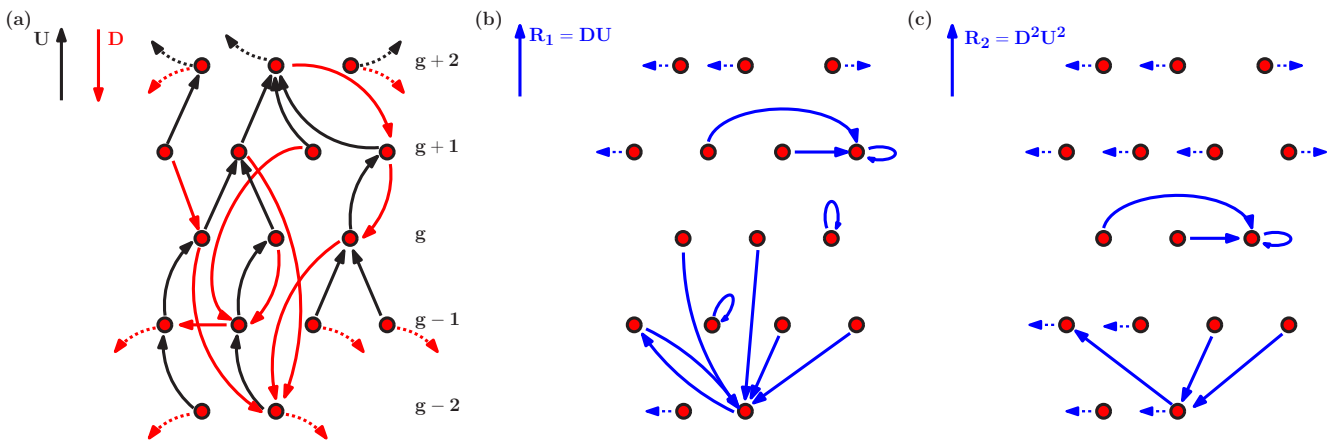 (a)
U
D
g + 2
g + 1
g
g − 1
g − 2
(b)
R₁ = DU
(c)
R₂ = D²U²